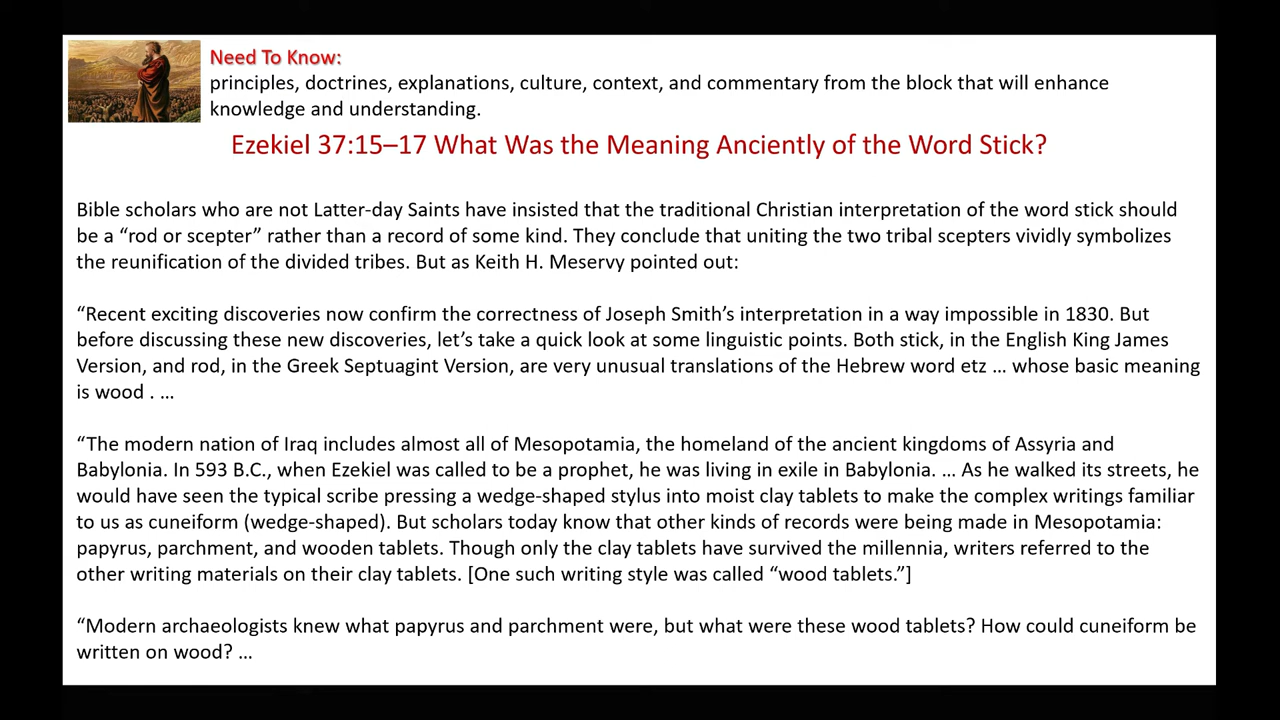 Need To Know:
principles, doctrines, explanations, culture, context, and commentary from the block that will enhance
knowledge and understanding.
Ezekiel 37:15–17 What Was the Meaning Anciently of the Word Stick?
Bible scholars who are not Latter-day Saints have insisted that the traditional Christian interpretation of the word stick should
be a “rod or scepter” rather than a record of some kind. They conclude that uniting the two tribal scepters vividly symbolizes
the reunification of the divided tribes. But as Keith H. Meservy pointed out:
“Recent exciting discoveries now confirm the correctness of Joseph Smith’s interpretation in a way impossible in 1830. But
before discussing these new discoveries, let’s take a quick look at some linguistic points. Both stick, in the English King James
Version, and rod, in the Greek Septuagint Version, are very unusual translations of the Hebrew word etz … whose basic meaning
is wood . …
“The modern nation of Iraq includes almost all of Mesopotamia, the homeland of the ancient kingdoms of Assyria and
Babylonia. In 593 B.C., when Ezekiel was called to be a prophet, he was living in exile in Babylonia. … As he walked its streets, he
would have seen the typical scribe pressing a wedge-shaped stylus into moist clay tablets to make the complex writings familiar
to us as cuneiform (wedge-shaped). But scholars today know that other kinds of records were being made in Mesopotamia:
papyrus, parchment, and wooden tablets. Though only the clay tablets have survived the millennia, writers referred to the
other writing materials on their clay tablets. [One such writing style was called “wood tablets.”]
“Modern archaeologists knew what papyrus and parchment were, but what were these wood tablets? How could cuneiform be
written on wood? …